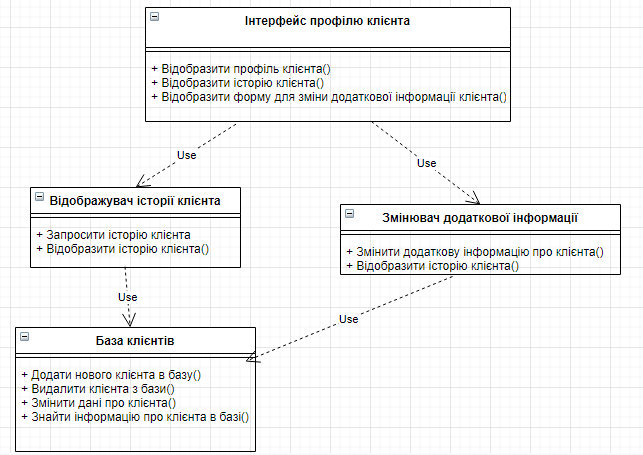 Інтерфейс профілю клієнта
+ Відобразити профіль клієнта()
+ Відобразити історію клієнта()
+ Відобразити форму для зміни додаткової інформації клієнта()
Use
Use
Відображувач історії клієнта
+ Запросити історію клієнта
+ Відобразити історію клієнта()
Змінювач додаткової інформації
+ Змінити додаткову інформацію про клієнта()
+ Відобразити історію клієнта()
Use
Use
База клієнтів
+ Додати нового клієнта в базу()
+ Видалити клієнта з бази()
+ Змінити дані про клієнта()
+ Знайти інформацію про клієнта в базі()